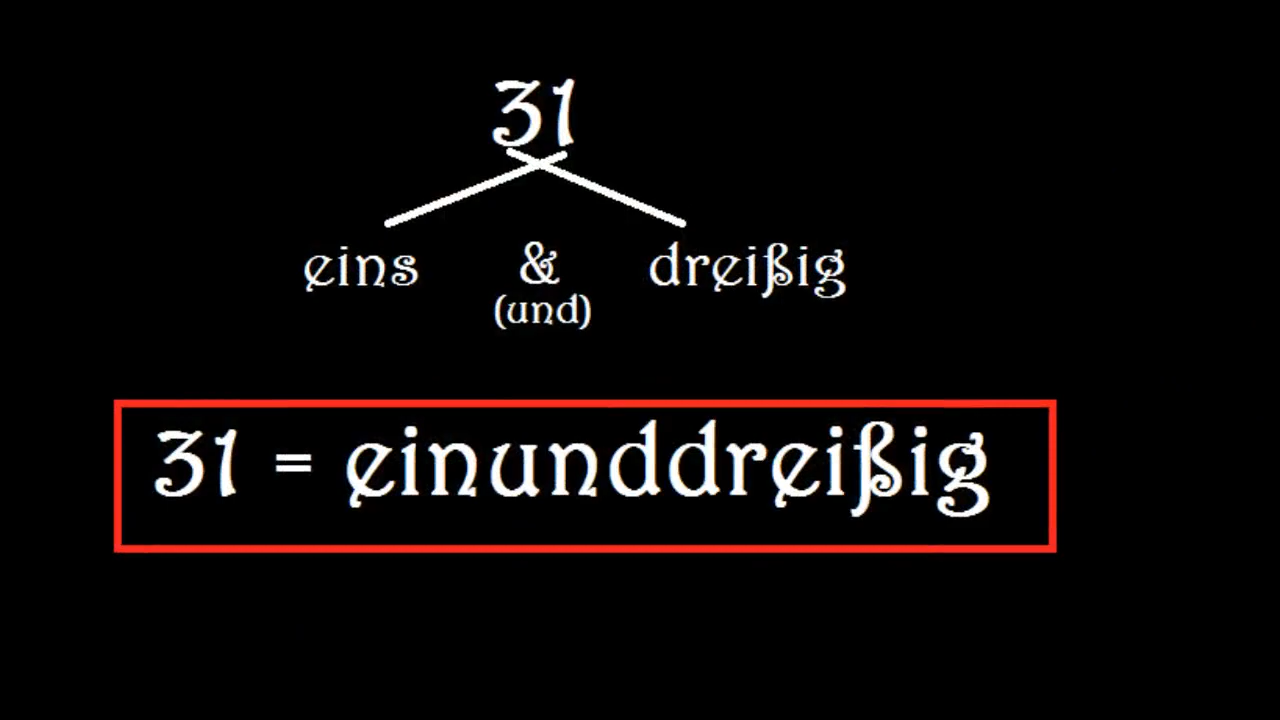 31
eins & dreißig
(und)
31 = einunddreißig